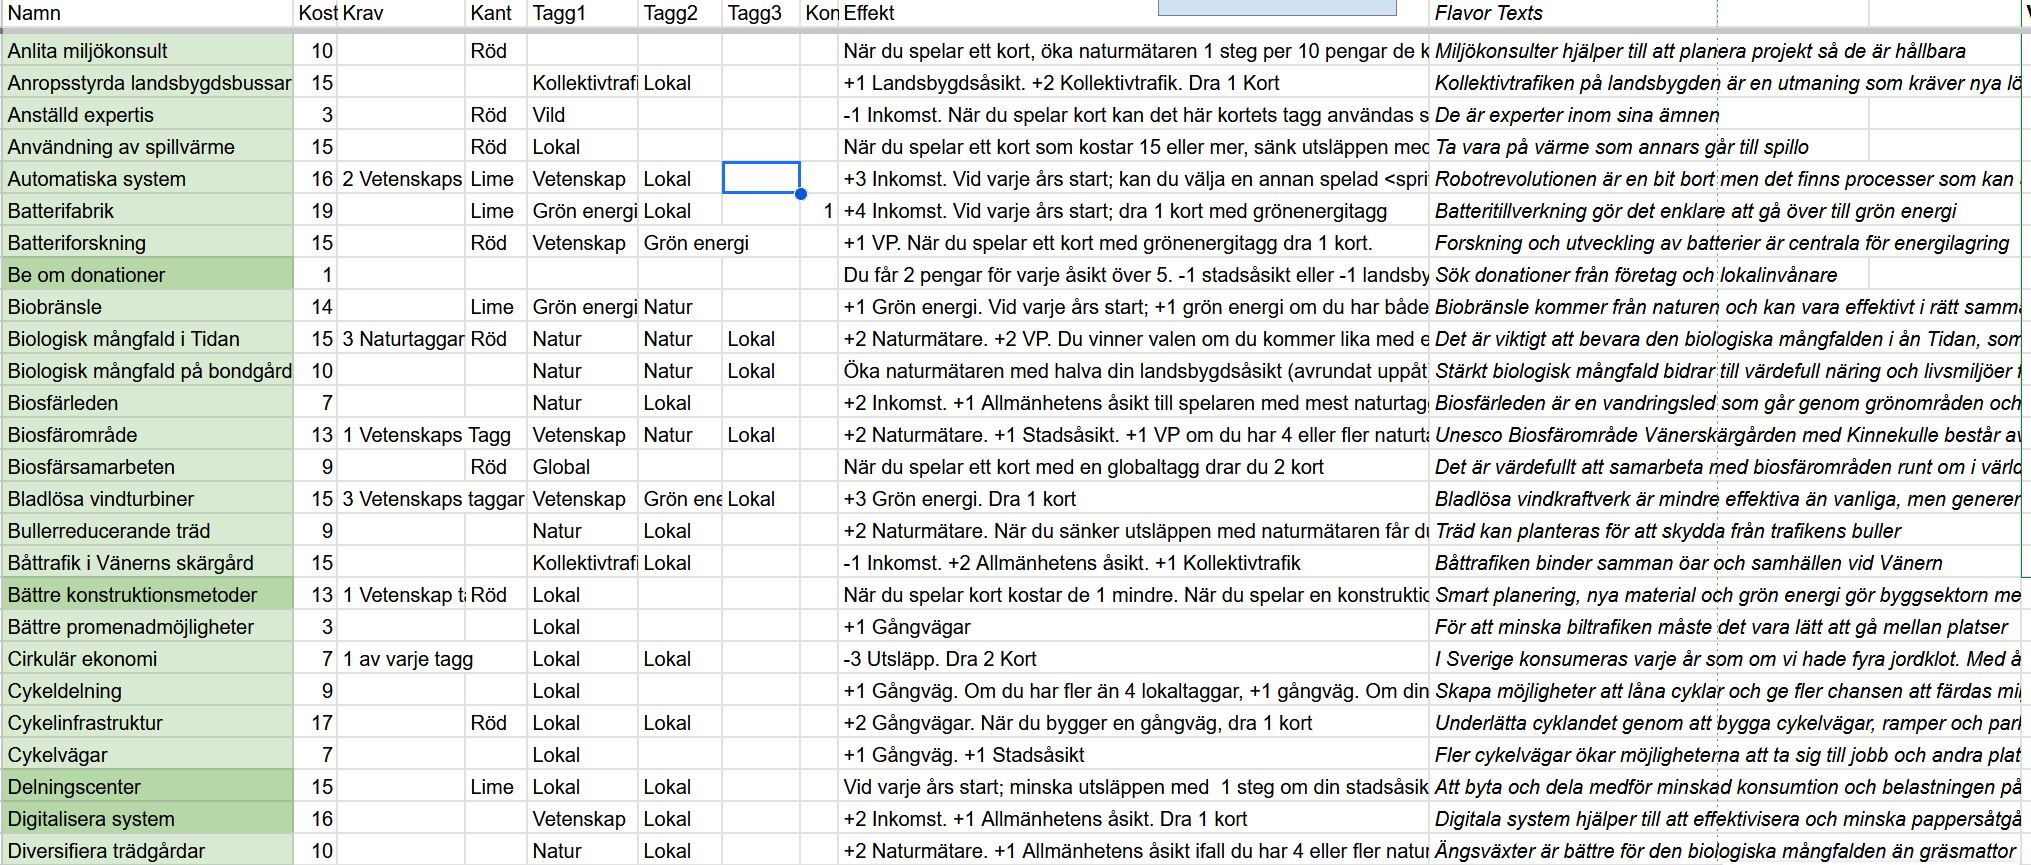 Namn Kost Krav Kant Tagg1 Tagg2 Tagg3 Kon Effekt Flavor Texts
Anlita miljökonsult 10 Röd När du spelar ett kort, öka naturmätaren 1 steg per 10 pengar de k Miljökonsulter hjälper till att planera projekt så de är hållbara
Anropsstyrda landsbygdsbussar 15 Kollektivtrafi Lokal +1 Landsbygdsåsikt. +2 Kollektivtrafik. Dra 1 Kort Kollektivtrafiken på landsbygden är en utmaning som kräver nya lö
Anställd expertis 3 Röd Vild -1 Inkomst. När du spelar kort kan det här kortets tagg användas s De är experter inom sina ämnen
Användning av spillvärme 15 Röd Lokal När du spelar ett kort som kostar 15 eller mer, sänk utsläppen med Ta vara på värme som annars går till spillo
Automatiska system 16 2 Vetenskaps Lime Vetenskap Lokal +3 Inkomst. Vid varje års start; kan du välja en annan spelad <spri Robotrevolutionen är en bit bort men det finns processer som kan
Batterifabrik 19 Lime Grön energi Lokal 1 +4 Inkomst. Vid varje års start; dra 1 kort med grönenergitagg Batteritillverkning gör det enklare att gå över till grön energi
Batteriforskning 15 Röd Vetenskap Grön energi +1 VP. När du spelar ett kort med grönenergitagg dra 1 kort. Forskning och utveckling av batterier är centrala för energilagring
Be om donationer 1 Du får 2 pengar för varje åsikt över 5. -1 stadsåsikt eller -1 landsby Sök donationer från företag och lokalinvånare
Biobränsle 14 Lime Grön energi Natur +1 Grön energi. Vid varje års start; +1 grön energi om du har både Biobränsle kommer från naturen och kan vara effektivt i rätt samma
Biologisk mångfald i Tidan 15 3 Naturtaggar Röd Natur Natur Lokal +2 Naturmätare. +2 VP. Du vinner valen om du kommer lika med e Det är viktigt att bevara den biologiska mångfalden i ån Tidan, som
Biologisk mångfald på bondgård 10 Natur Natur Lokal Öka naturmätaren med halva din landsbygdsåsikt (avrundat uppåt Stärkt biologisk mångfald bidrar till värdefull näring och livsmiljöer f
Biosfärleden 7 Natur Lokal +2 Inkomst. +1 Allmänhetens åsikt till spelaren med mest naturtag Biosfärleden är en vandringsled som går genom grönområden och
Biosfärområde 13 1 Vetenskaps Tagg Vetenskap Natur Lokal +2 Naturmätare. +1 Stadsåsikt. +1 VP om du har 4 eller fler naturta Unesco Biosfärområde Vänerskärgården med Kinnekulle består av
Biosfärsamarbeten 9 Röd Global När du spelar ett kort med en globaltagg drar du 2 kort Det är värdefullt att samarbeta med biosfärområden runt om i värld
Bladlösa vindturbiner 15 3 Vetenskaps taggar Vetenskap Grön ene Lokal +3 Grön energi. Dra 1 kort Bladlösa vindkraftverk är mindre effektiva än vanliga, men generer
Bullerreducerande träd 9 Natur Lokal +2 Naturmätare. När du sänker utsläppen med naturmätaren får du Träd kan planteras för att skydda från trafikens buller
Båttrafik i Vänerns skärgård 15 Kollektivtrafi Lokal -1 Inkomst. +2 Allmänhetens åsikt. +1 Kollektivtrafik Båttrafiken binder samman öar och samhällen vid Vänern
Bättre konstruktionsmetoder 13 1 Vetenskap ta Röd Lokal När du spelar kort kostar de 1 mindre. När du spelar en konstruktio Smart planering, nya material och grön energi gör byggsektorn me
Bättre promenadmöjligheter 3 Lokal +1 Gångvägar För att minska biltrafiken måste det vara lätt att gå mellan platser
Cirkulär ekonomi 7 1 av varje tagg Lokal Lokal -3 Utsläpp. Dra 2 Kort I Sverige konsumeras varje år som om vi hade fyra jordklot. Med å
Cykeldelning 9 Lokal +1 Gångväg. Om du har fler än 4 lokaltaggar, +1 gångväg. Om din Skapa möjligheter att låna cyklar och ge fler chansen att färdas mil
Cykelinfrastruktur 17 Röd Lokal Lokal +2 Gångvägar. När du bygger en gångväg, dra 1 kort Underlätta cyklandet genom att bygga cykelvägar, ramper och park
Cykelvägar 7 Lokal +1 Gångväg. +1 Stadsåsikt Fler cykelvägar ökar möjligheterna att ta sig till jobb och andra plat
Delningscenter 15 Lime Lokal Lokal Vid varje års start; minska utsläppen med 1 steg om din stadsåsik Att byta och dela medför minskad konsumtion och belastningen på
Digitalisera system 16 Vetenskap Lokal +2 Inkomst. +1 Allmänhetens åsikt. Dra 1 kort Digitala system hjälper till att effektivisera och minska pappersåtgå
Diversifiera trädgårdar 10 Natur Lokal +2 Naturmätare. +1 Allmänhetens åsikt ifall du har 4 eller fler natur Ängsväxter är bättre för den biologiska mångfalden än gräsmattor